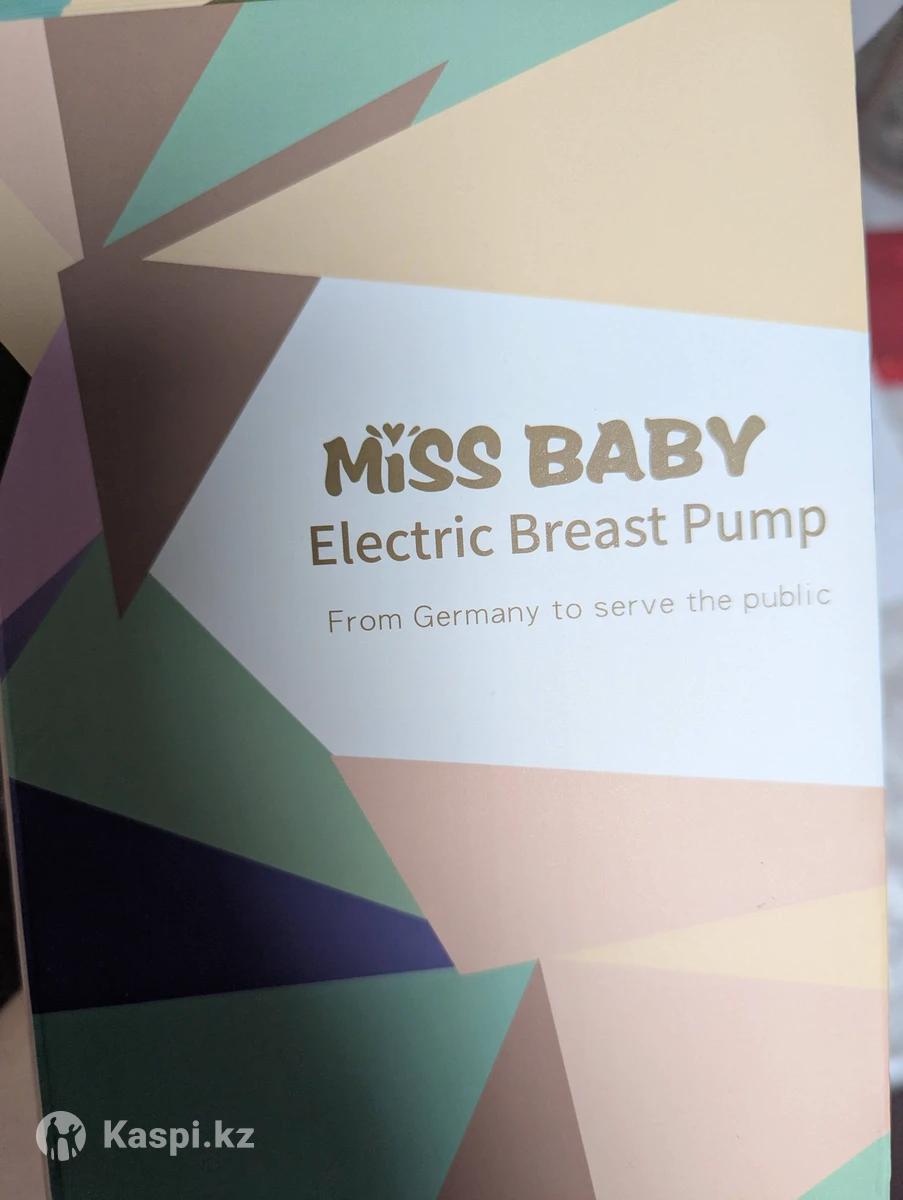 MiSS BABY
Electric Breast Pump
From Germany to serve the public
Kaspi.kz